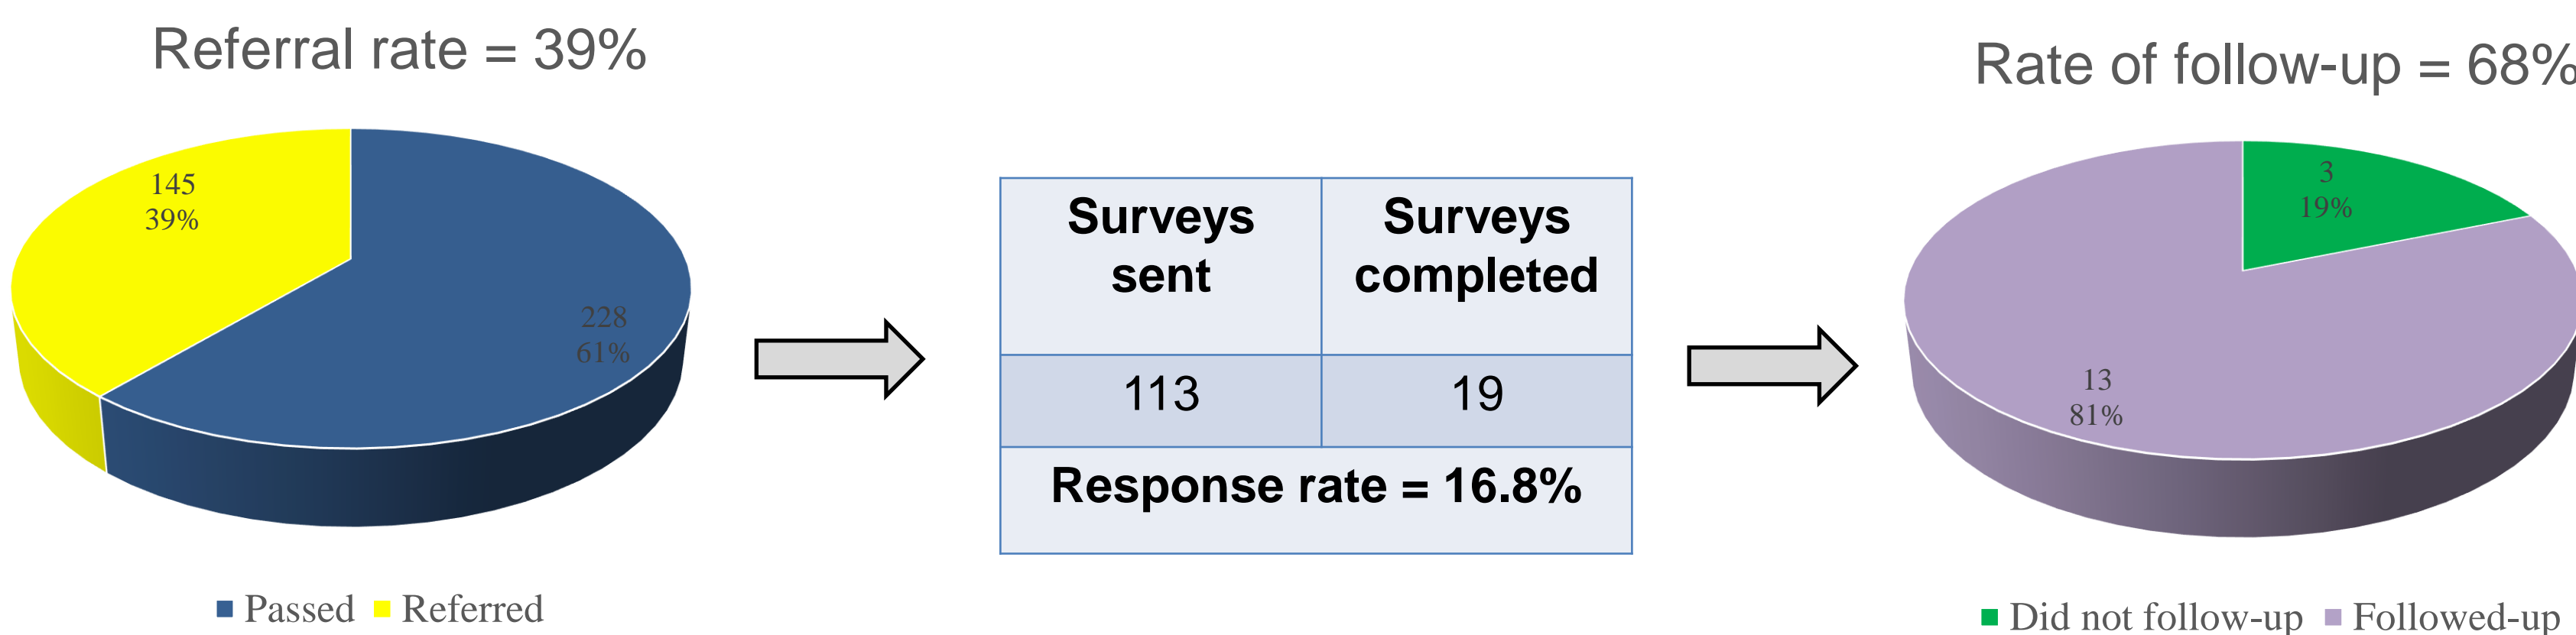 Referral rate = 39%
145
39%
228
61%
Passed Referred
Surveys
sent
Surveys
completed
113 19
Response rate = 16.8%
Rate of follow-up = 68%
3
19%
13
81%
Did not follow-up Followed-up